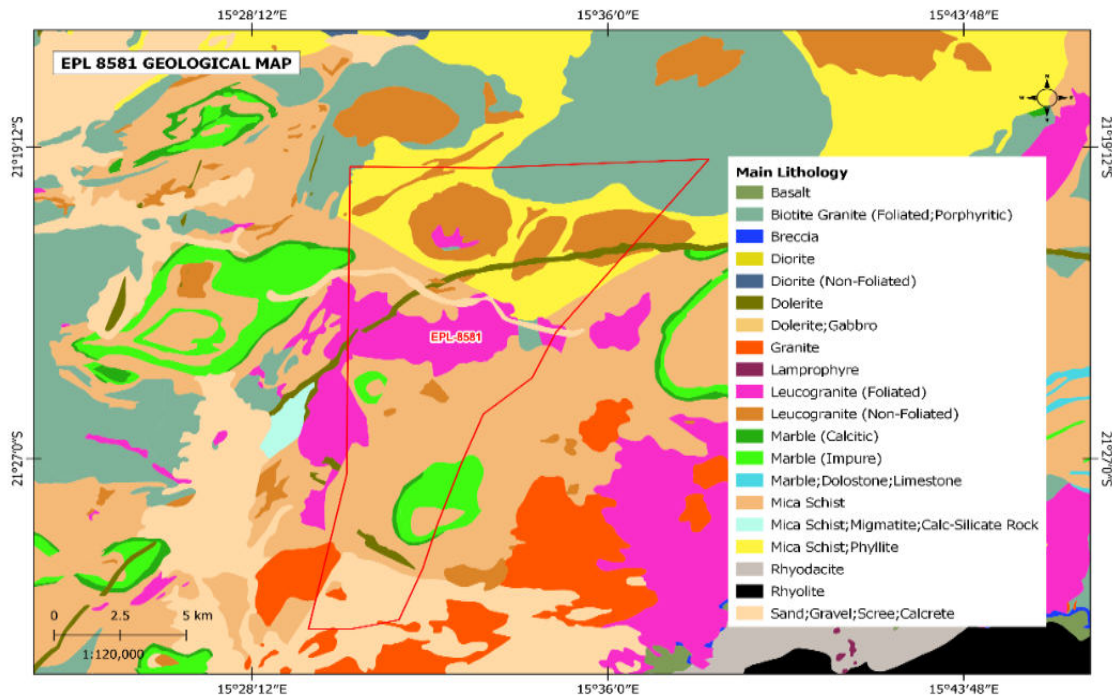 15°28'12"E 15°36'0"E 15°43'48"E
EPL 8581 GEOLOGICAL MAP
N
W E
S
21°19'12"S 21°19'12"S
Main Lithology
Basalt
Biotite Granite (Foliated;Porphyritic)
Breccia
Diorite
Diorite (Non-Foliated)
Dolerite
Dolerite;Gabbro
Granite
Lamprophyre
Leucogranite (Foliated)
Leucogranite (Non-Foliated)
Marble (Calcitic)
Marble (Impure)
Marble;Dolostone;Limestone
Mica Schist
Mica Schist;Migmatite;Calc-Silicate Rock
Mica Schist;Phyllite
Rhyodacite
Rhyolite
Sand;Gravel;Scree;Calcrete
EPL-8581
21°27'0"S 21°27'0"S
0 2.5 5 km
1:120,000
15°28'12"E 15°36'0"E 15°43'48"E